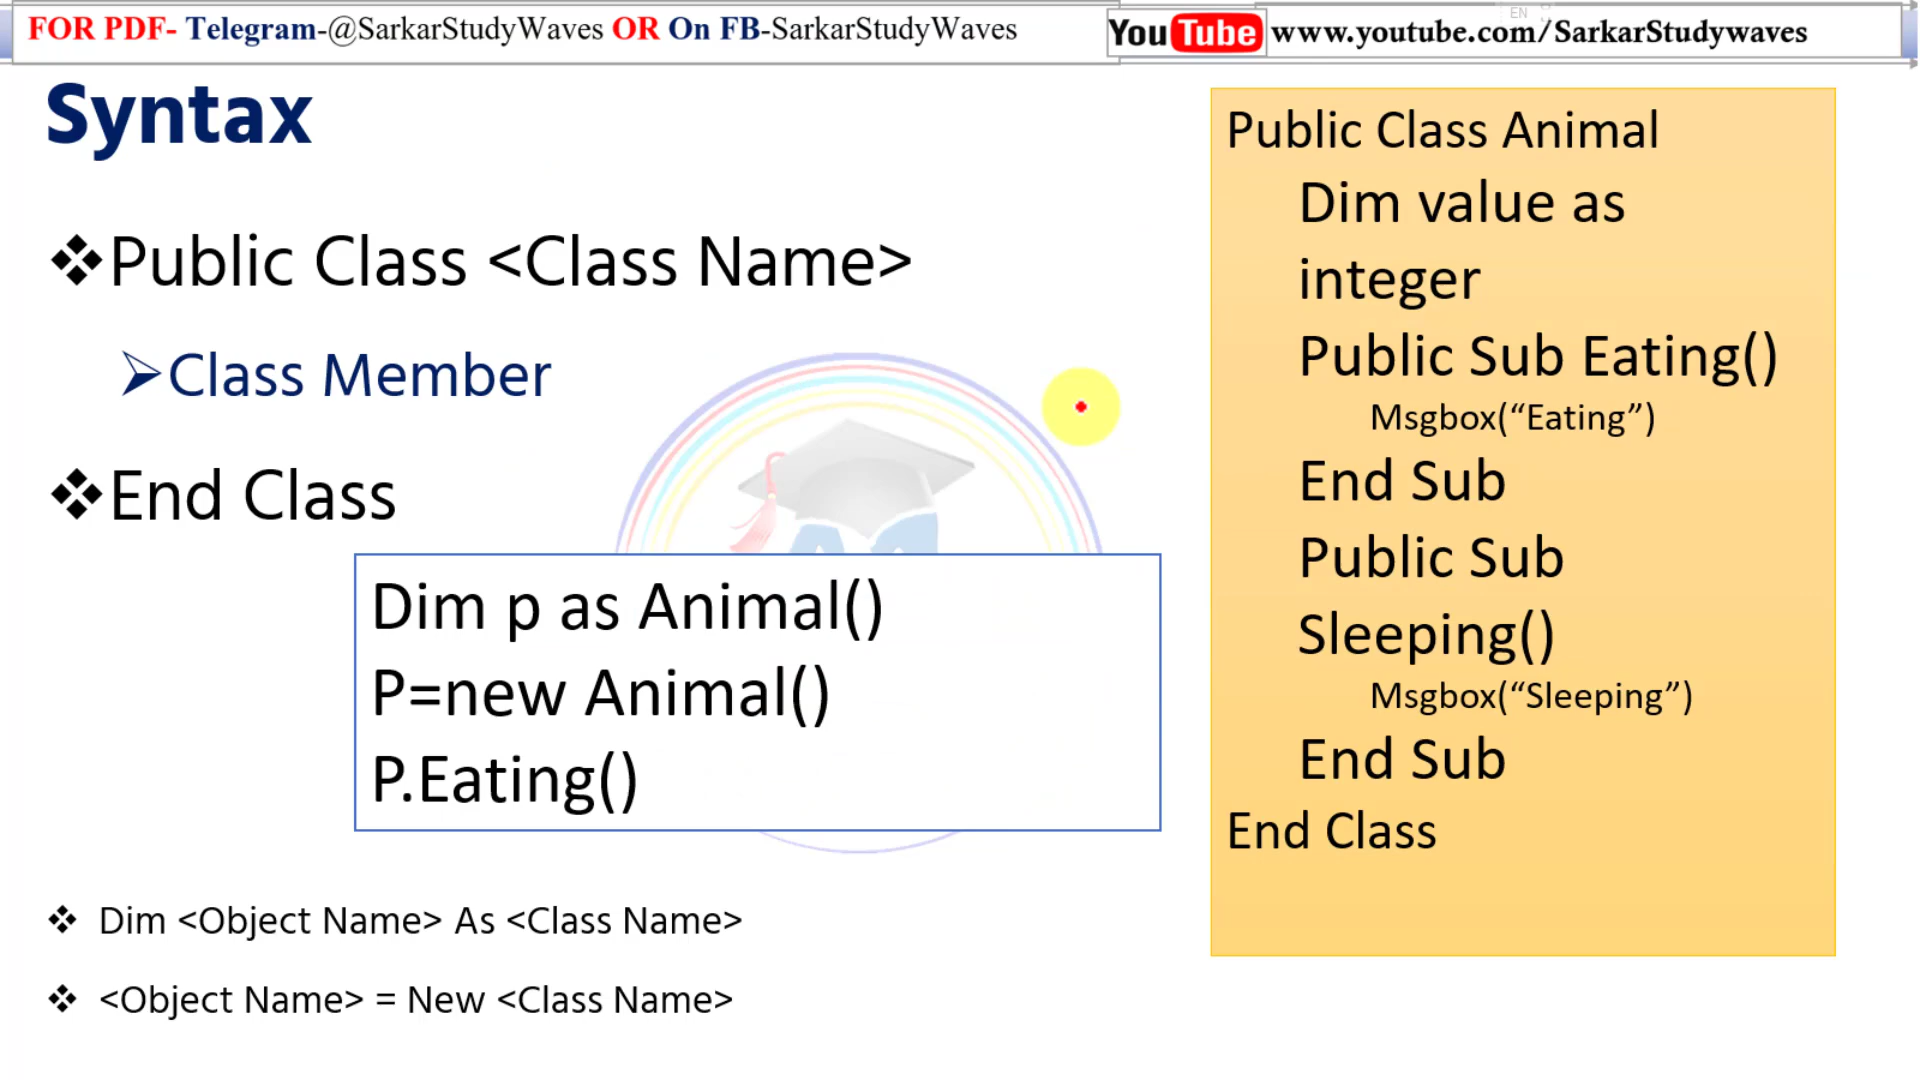 FOR PDF- Telegram-@SarkarStudyWaves OR On FB-SarkarStudyWaves
YouTube www.youtube.com/SarkarStudywaves
EN
Syntax
❖Public Class <Class Name>
➢Class Member
❖End Class
Dim p as Animal()
P=new Animal()
P.Eating()
❖ Dim <Object Name> As <Class Name>
❖ <Object Name> = New <Class Name>
Public Class Animal
Dim value as
integer
Public Sub Eating()
Msgbox(“Eating”)
End Sub
Public Sub
Sleeping()
Msgbox(“Sleeping”)
End Sub
End Class